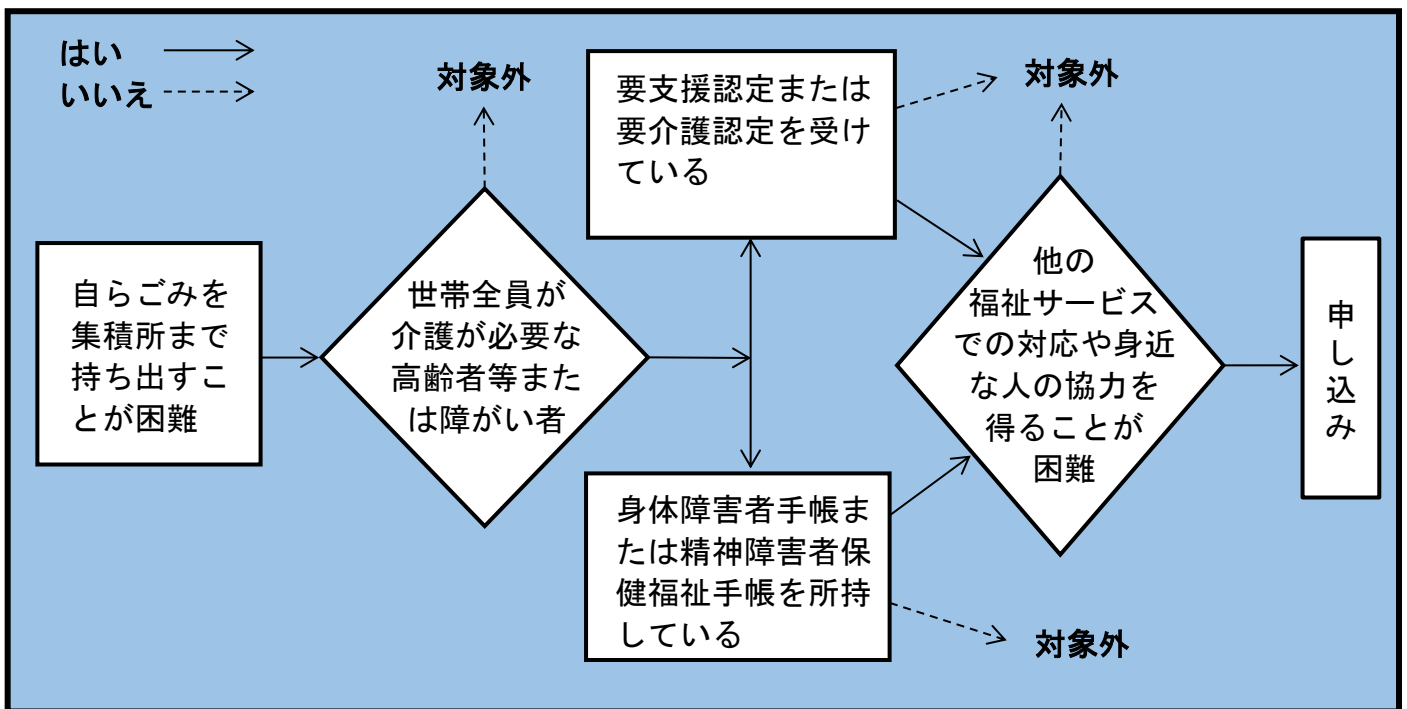 はい
いいえ
対象外
自らごみを
集積所まで
持ち出すこ
とが困難
世帯全員が
介護が必要な
高齢者等また
は障がい者
要支援認定または
要介護認定を受け
ている
対象外
身体障害者手帳ま
たは精神障害者保
健福祉手帳を所持
している
対象外
他の
福祉サービス
での対応や身近
な人の協力を
得ることが
困難
申し込み